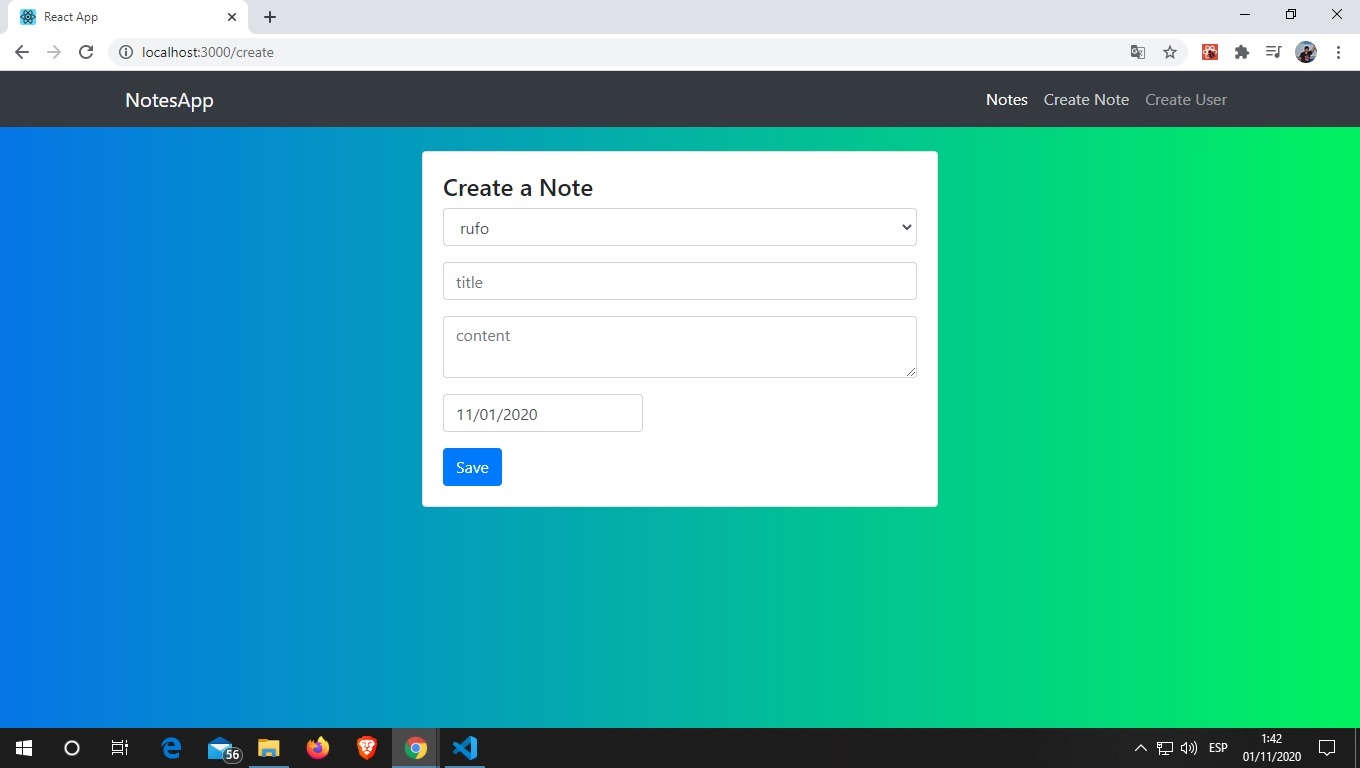 React App
localhost:3000/create
NotesApp
Notes Create Note Create User
Create a Note
rufo
title
content
11/01/2020
Save
56
ESP
1:42
01/11/2020